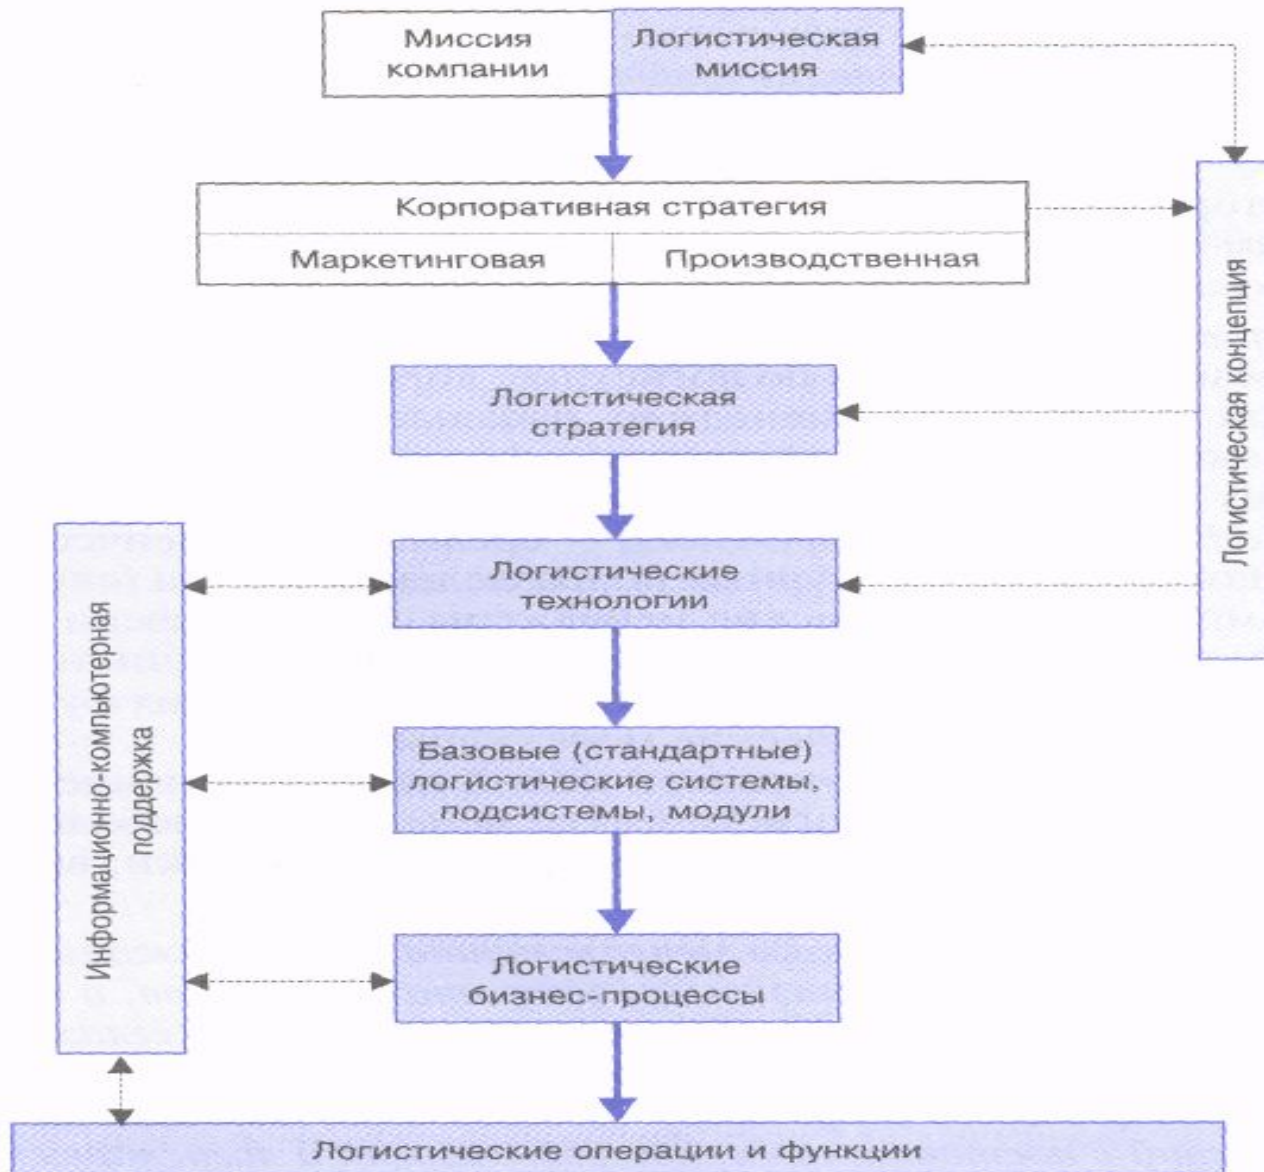 Миссия
компании
Логистическая
миссия
Корпоративная стратегия
Маркетинговая
Производственная
Логистическая концепция
Логистическая
стратегия
Логистические
технологии
Информационно-компьютерная
поддержка
Базовые (стандартные)
логистические системы,
подсистемы, модули
Логистические
бизнес-процессы
Логистические операции и функции